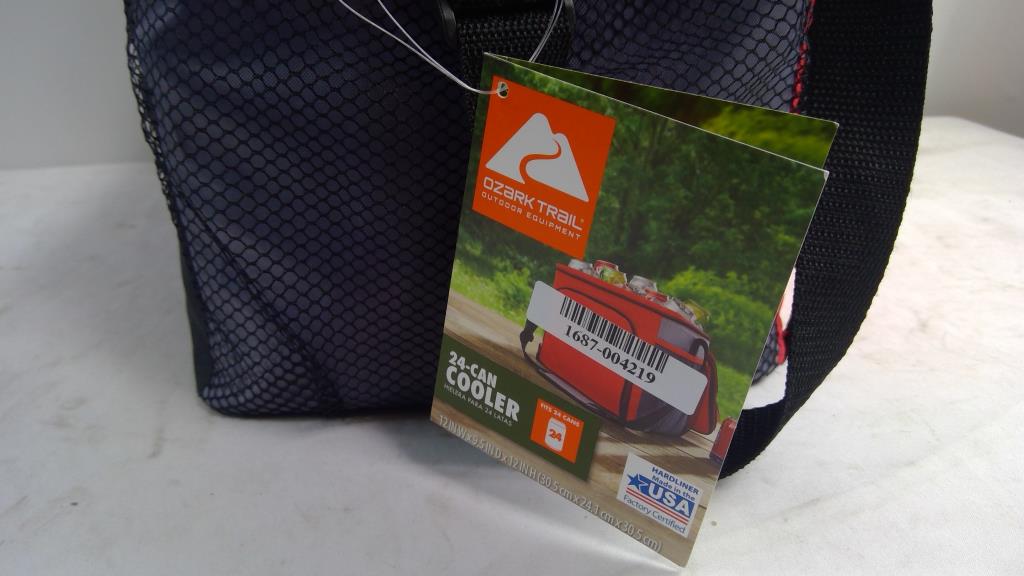 OZARK TRAIL
OUTDOOR EQUIPMENT
1687-004219
24-CAN
COOLER
HIELERA PARA 24 LATAS
FITS 24 CANS
24
12 IN W x 9.5 IN D x 12 IN H (30.5 cm x 24.1 cm x 30.5 cm)
HARDLINER
Made in the
USA
Factory Certified